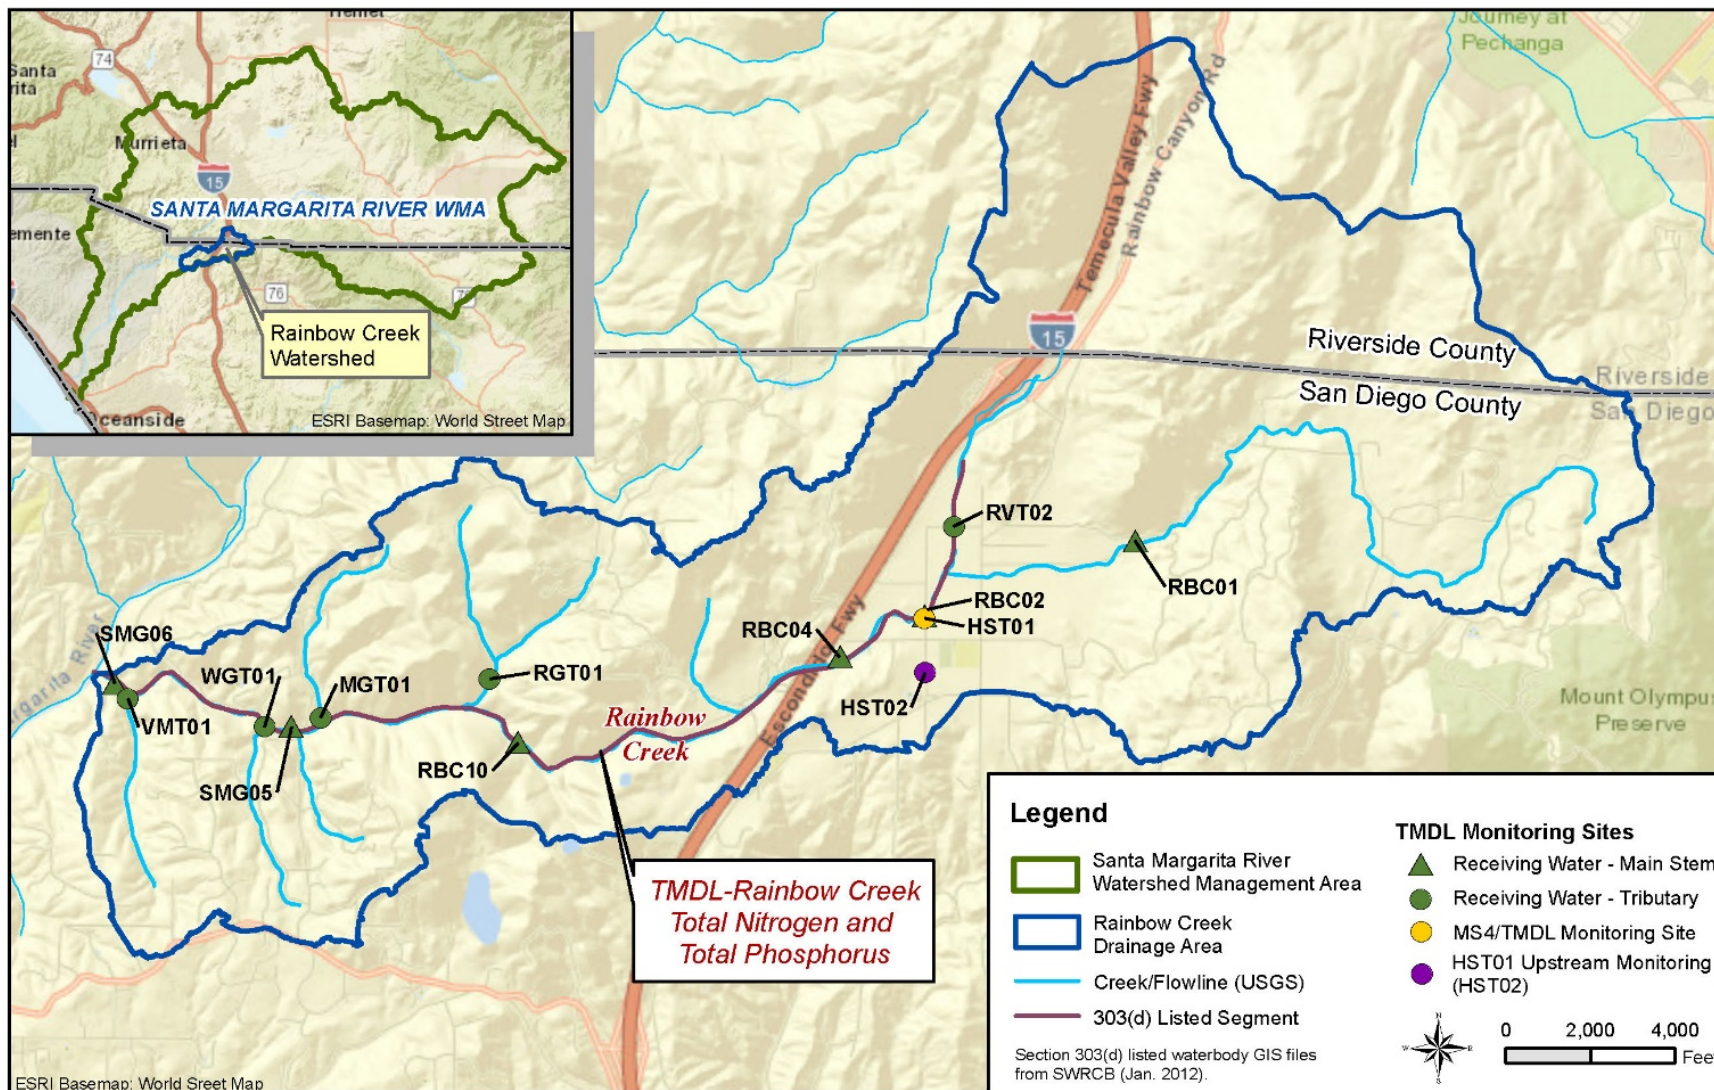 Hemet
74
Santa
rita
el
Murrieta
15
SANTA MARGARITA RIVER WMA
emente
76
Rainbow Creek
Watershed
Oceanside
ESRI Basemap: World Street Map
Journey at
Pechanga
Temecula Valley Fwy
Rainbow Canyon Rd
15
Riverside County
San Diego County
Riverside
San Diego
RVT02
RBC01
RBC02
HST01
RBC04
HST02
Escondido Fwy
SMG06
argarita River
WGT01
MGT01
RGT01
VMT01
SMG05
RBC10
Rainbow
Creek
Mount Olympus
Preserve
TMDL-Rainbow Creek
Total Nitrogen and
Total Phosphorus
Legend
Santa Margarita River
Watershed Management Area
Rainbow Creek
Drainage Area
Creek/Flowline (USGS)
303(d) Listed Segment
Section 303(d) listed waterbody GIS files
from SWRCB (Jan. 2012).
TMDL Monitoring Sites
Receiving Water - Main Stem
Receiving Water - Tributary
MS4/TMDL Monitoring Site
HST01 Upstream Monitoring
(HST02)
N
W
S
0 2,000 4,000
Feet
ESRI Basemap: World Sreet Map